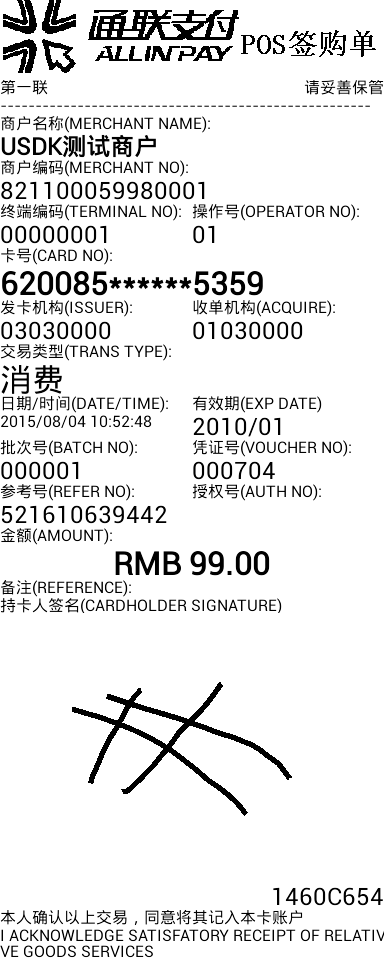 通联支付
ALLINPAY POS签购单
第一联 请妥善保管
商户名称(MERCHANT NAME):
USDK测试商户
商户编码(MERCHANT NO):
821100059980001
终端编码(TERMINAL NO): 操作号(OPERATOR NO):
00000001 01
卡号(CARD NO):
620085******5359
发卡机构(ISSUER): 收单机构(ACQUIRE):
03030000 01030000
交易类型(TRANS TYPE):
消费
日期/时间(DATE/TIME): 有效期(EXP DATE)
2015/08/04 10:52:48 2010/01
批次号(BATCH NO): 凭证号(VOUCHER NO):
000001 000704
参考号(REFER NO): 授权号(AUTH NO):
521610639442
金额(AMOUNT):
RMB 99.00
备注(REFERENCE):
持卡人签名(CARDHOLDER SIGNATURE)
1460C654
本人确认以上交易，同意将其记入本卡账户
I ACKNOWLEDGE SATISFATORY RECEIPT OF RELATIV
VE GOODS SERVICES